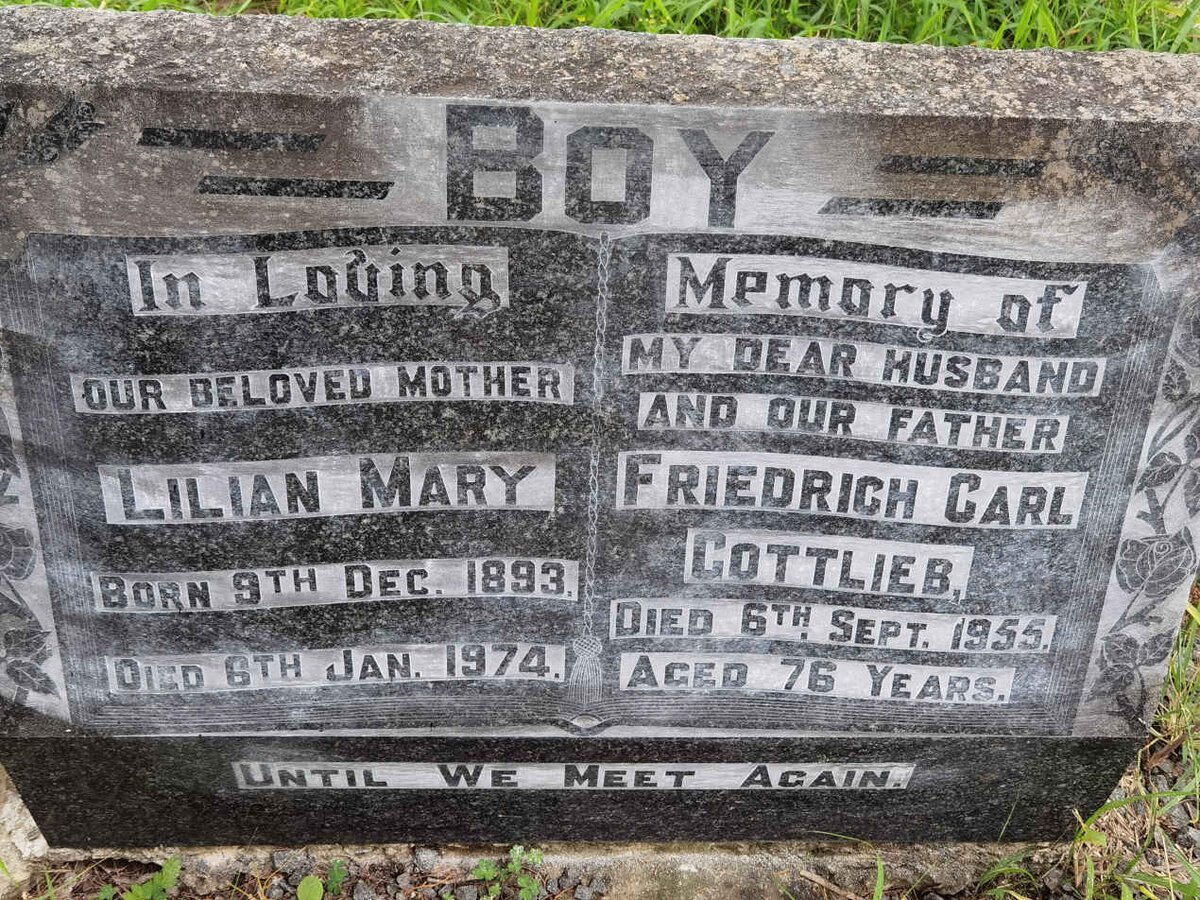 BOY
In Loving
OUR BELOVED MOTHER
LILIAN MARY
BORN 9TH DEC. 1893.
DIED 6TH JAN. 1974.
Memory of
MY DEAR HUSBAND
AND OUR FATHER
FRIEDRICH CARL
GOTTLIEB,
DIED 6TH SEPT. 1955.
AGED 76 YEARS.
UNTIL WE MEET AGAIN.